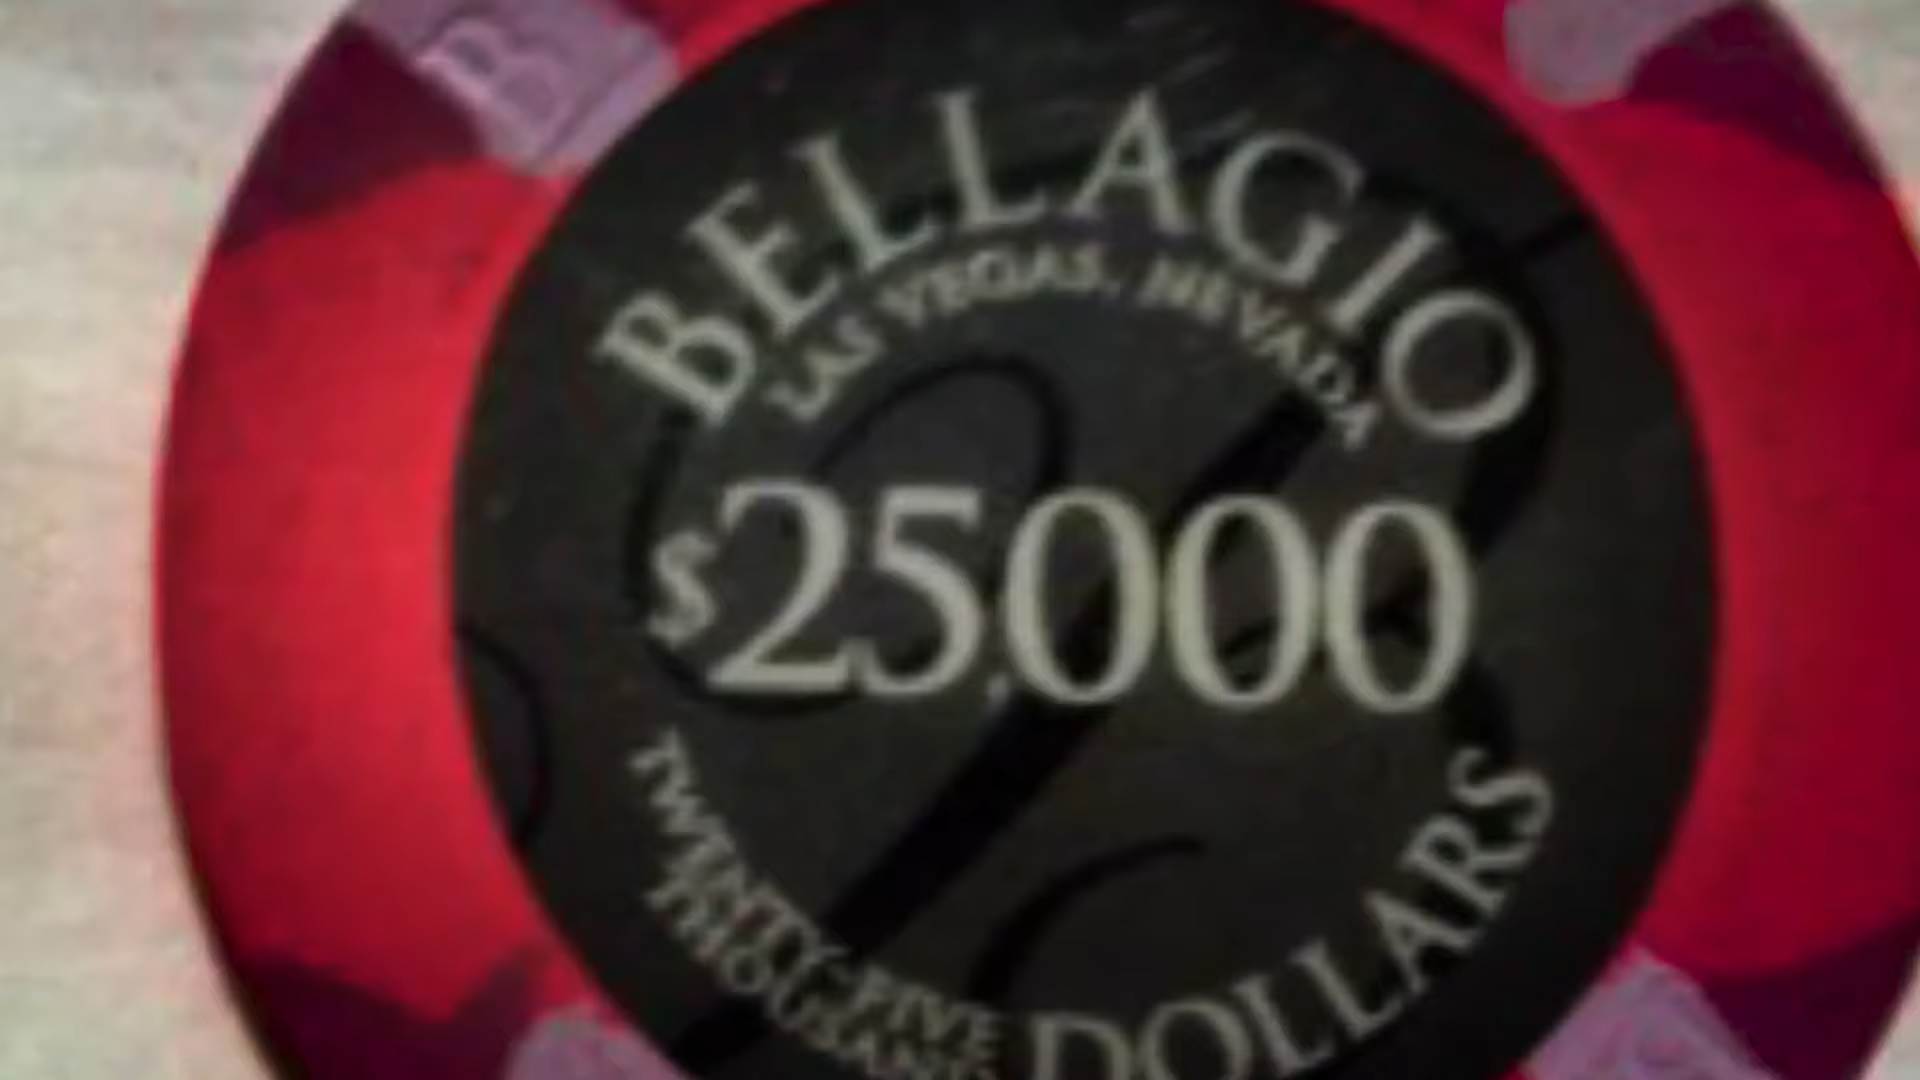 B
BELLAGIO
LAS VEGAS, NEVADA
$25,000
TWENTY-FIVE
THOUSAND
DOLLARS